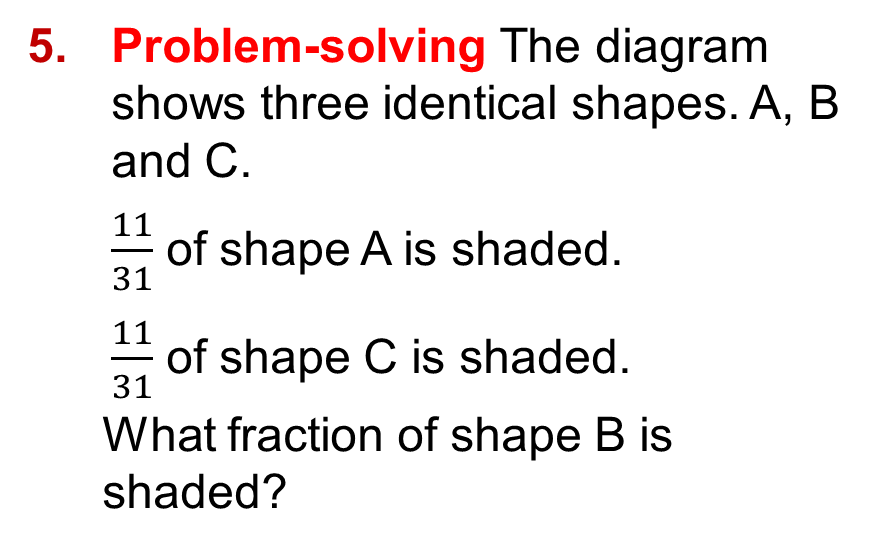 5. Problem-solving The diagram
shows three identical shapes. A, B
and C.
11/31 of shape A is shaded.
11/31 of shape C is shaded.
What fraction of shape B is
shaded?